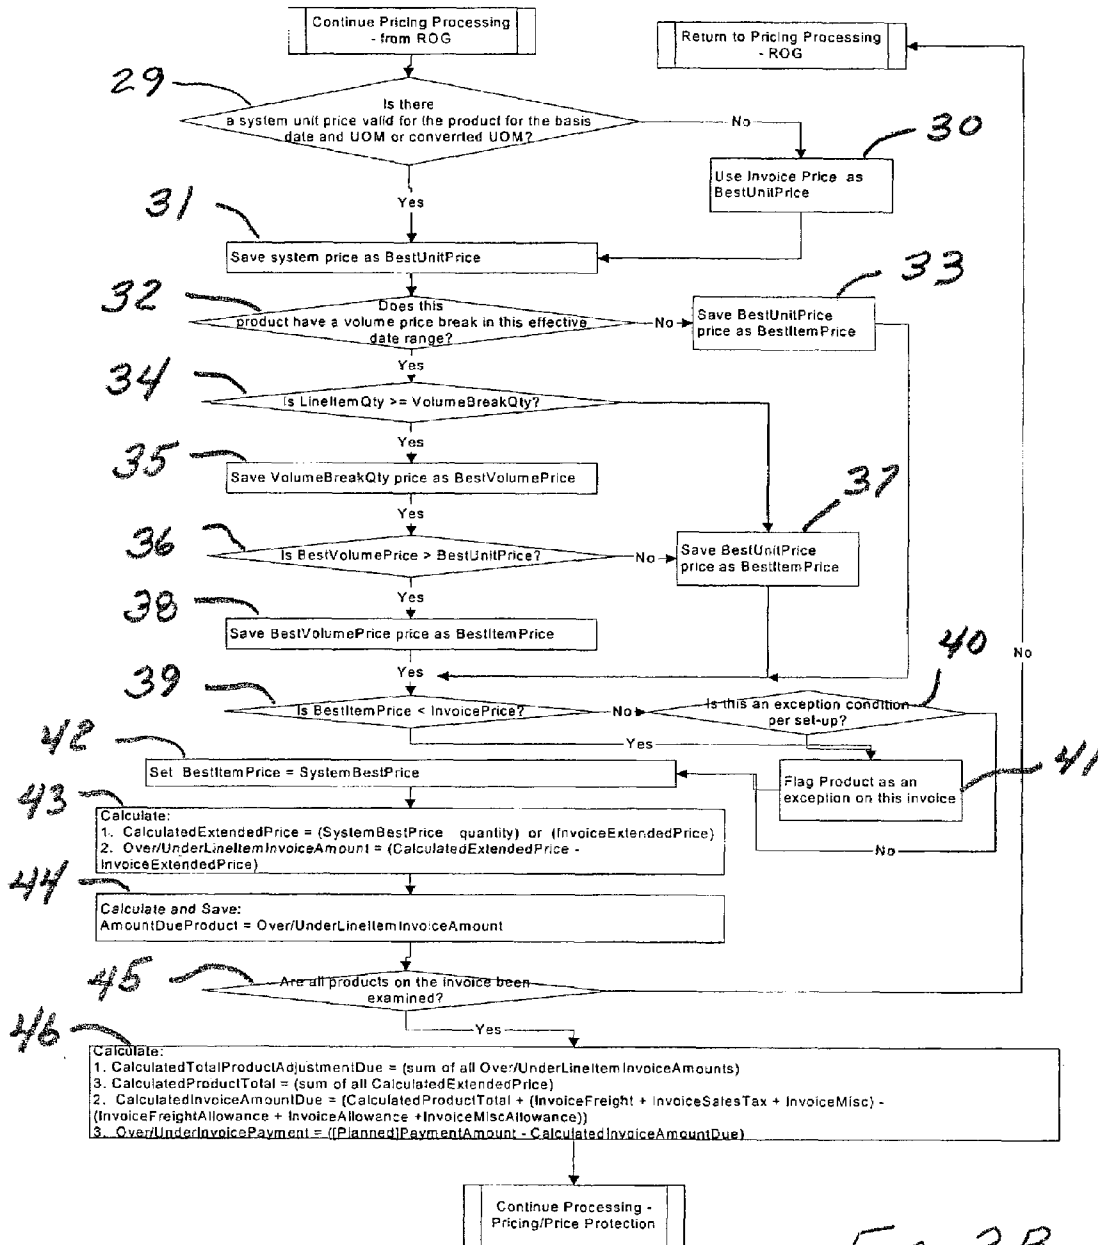 Continue Pricing Processing
- from ROG
Return to Pricing Processing
- ROG
29
Is there
a system unit price valid for the product for the basis
date and UOM or converrted UOM?
No
30
Use Invoice Price as
BestUnitPrice
Yes
31
Save system price as BestUnitPrice
32
Does this
product have a volume price break in this effective
date range?
No
33
Save BestUnitPrice
price as BestItemPrice
Yes
34
Is LineItemQty >= VolumeBreakQty?
Yes
35
Save VolumeBreakQty price as BestVolumePrice
Yes
36
Is BestVolumePrice > BestUnitPrice?
No
37
Save BestUnitPrice
price as BestItemPrice
Yes
38
Save BestVolumePrice price as BestItemPrice
Yes
39
Is BestItemPrice < InvoicePrice?
No
40
Is this an exception condition
per set-up?
No
Yes
41
Flag Product as an
exception on this invoice
No
42
Set BestItemPrice = SystemBestPrice
43
Calculate:
1. CalculatedExtendedPrice = (SystemBestPrice quantity) or (InvoiceExtendedPrice)
2. Over/UnderLineItemInvoiceAmount = (CalculatedExtendedPrice -
InvoiceExtendedPrice)
44
Calculate and Save:
AmountDueProduct = Over/UnderLineItemInvoiceAmount
45
Are all products on the invoice been
examined?
Yes
46
Calculate:
1. CalculatedTotalProductAdjustmentDue = (sum of all Over/UnderLineItemInvoiceAmounts)
3. CalculatedProductTotal = (sum of all CalculatedExtendedPrice)
2. CalculatedInvoiceAmountDue = (CalculatedProductTotal + (InvoiceFreight + InvoiceSalesTax + InvoiceMisc) -
(InvoiceFreightAllowance + InvoiceAllowance +InvoiceMiscAllowance))
3. Over/UnderInvoicePayment = ([Planned]PaymentAmount - CalculatedInvoiceAmountDue)
Continue Processing -
Pricing/Price Protection